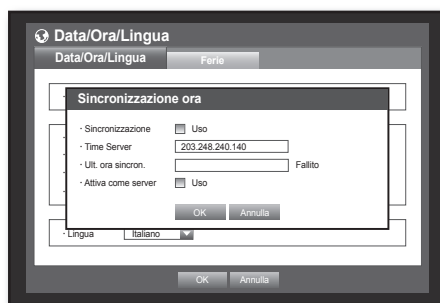 Data/Ora/Lingua
Data/Ora/Lingua Ferie
Sincronizzazione ora
· Sincronizzazione Uso
· Time Server 203.248.240.140
· Ult. ora sincron. Fallito
· Attiva come server Uso
OK Annulla
· Lingua Italiano
OK Annulla